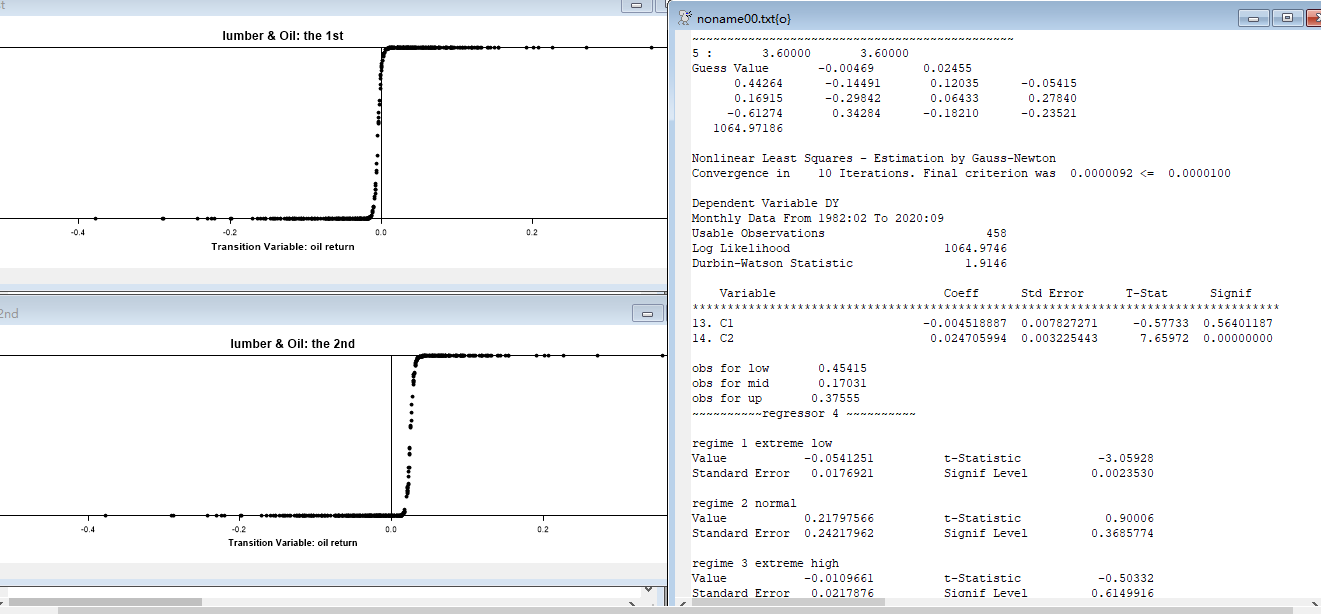 st
lumber & Oil: the 1st
-0.4 -0.2 0.0 0.2
Transition Variable: oil return
2nd
lumber & Oil: the 2nd
-0.4 -0.2 0.0 0.2
Transition Variable: oil return
noname00.txt{o}
~~~~~~~~~~~~~~~~~~~~~~~~~~~~~~~~~~~~~~~~~~~~~~
5 : 3.60000 3.60000
Guess Value -0.00469 0.02455
0.44264 -0.14491 0.12035 -0.05415
0.16915 -0.29842 0.06433 0.27840
-0.61274 0.34284 -0.18210 -0.23521
1064.97186
Nonlinear Least Squares - Estimation by Gauss-Newton
Convergence in 10 Iterations. Final criterion was 0.0000092 <= 0.0000100
Dependent Variable DY
Monthly Data From 1982:02 To 2020:09
Usable Observations 458
Log Likelihood 1064.9746
Durbin-Watson Statistic 1.9146
Variable Coeff Std Error T-Stat Signif
************************************************************************************
13. C1 -0.004518887 0.007827271 -0.57733 0.56401187
14. C2 0.024705994 0.003225443 7.65972 0.00000000
obs for low 0.45415
obs for mid 0.17031
obs for up 0.37555
~~~~~~~~~~regressor 4 ~~~~~~~~~~
regime 1 extreme low
Value -0.0541251 t-Statistic -3.05928
Standard Error 0.0176921 Signif Level 0.0023530
regime 2 normal
Value 0.21797566 t-Statistic 0.90006
Standard Error 0.24217962 Signif Level 0.3685774
regime 3 extreme high
Value -0.0109661 t-Statistic -0.50332
Standard Error 0.0217876 Signif Level 0.6149916